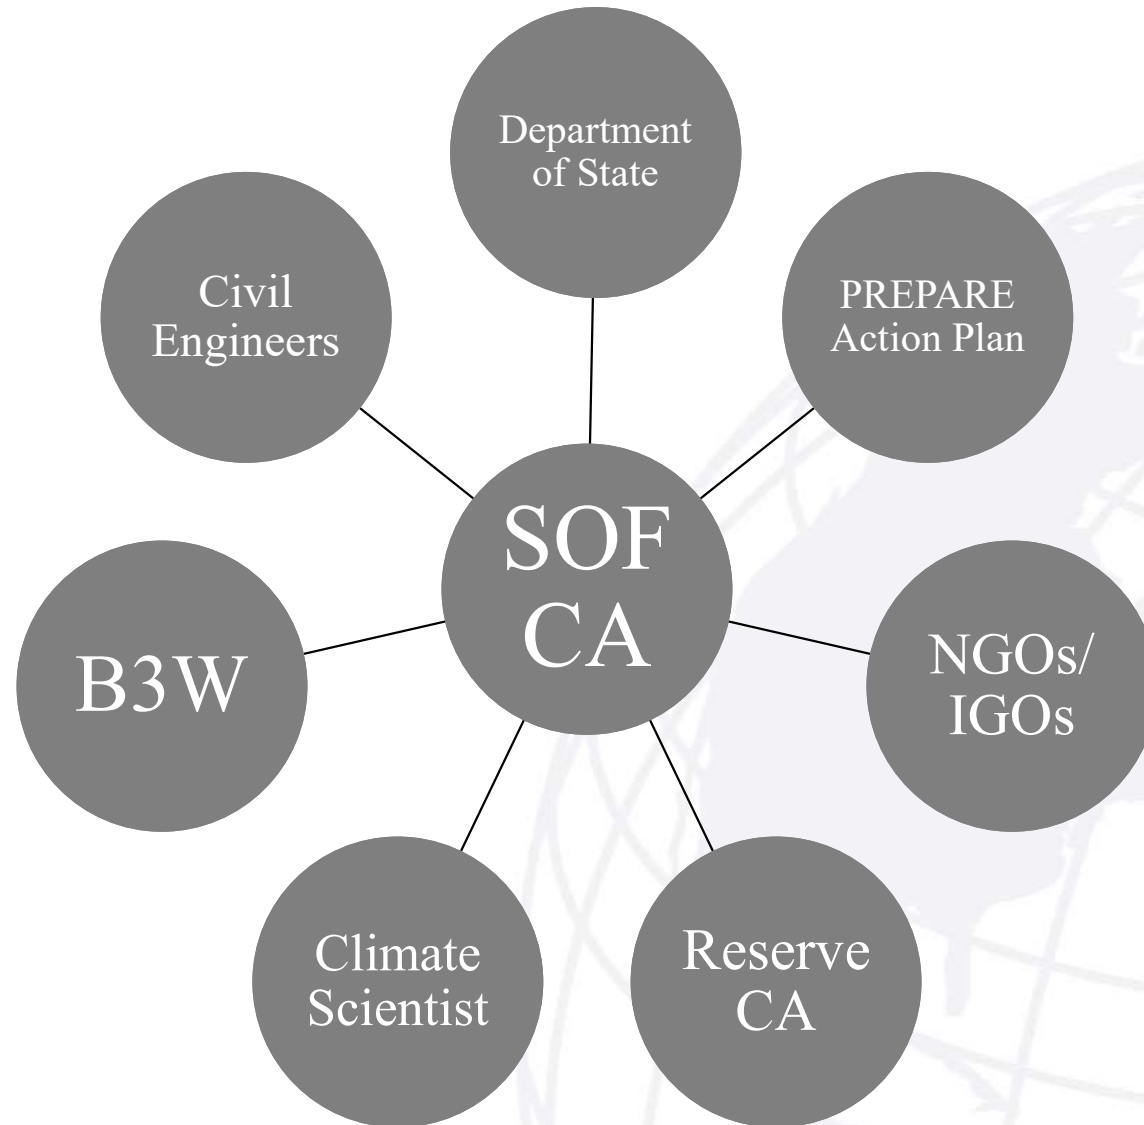 Department
of State
Civil
Engineers
PREPARE
Action Plan
SOF
CA
B3W
NGOs/
IGOs
Climate
Scientist
Reserve
CA